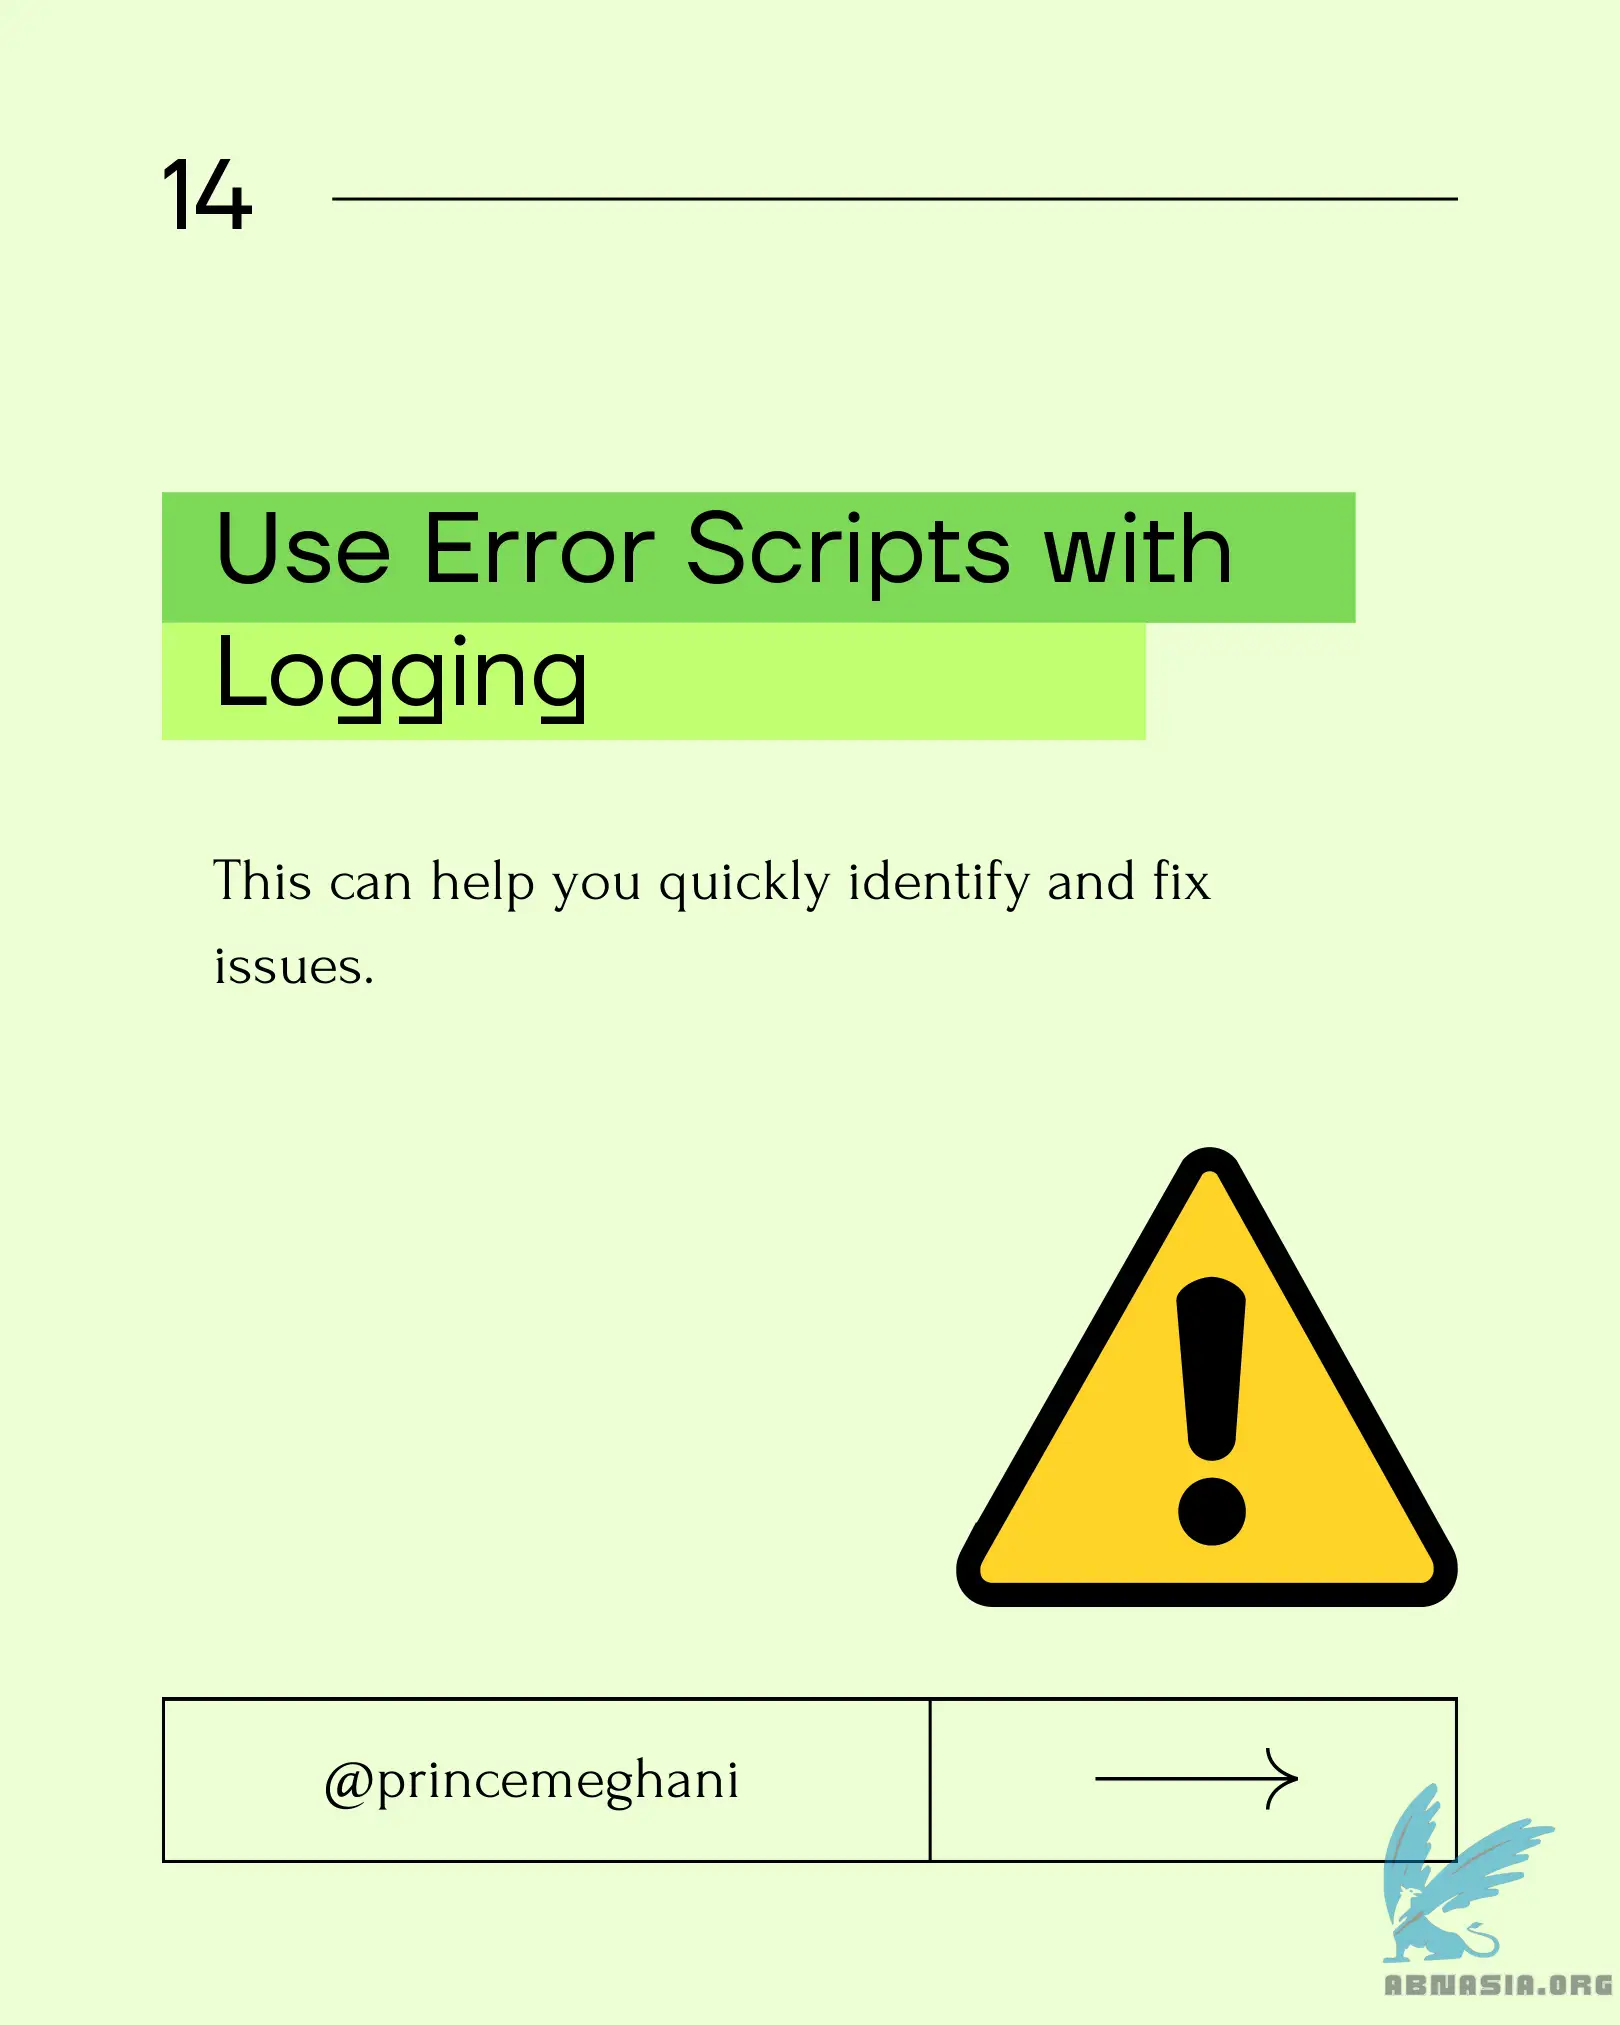 14
Use Error Scripts with
Logging
This can help you quickly identify and fix
issues.
@princemeghani
ABNASIA.ORG